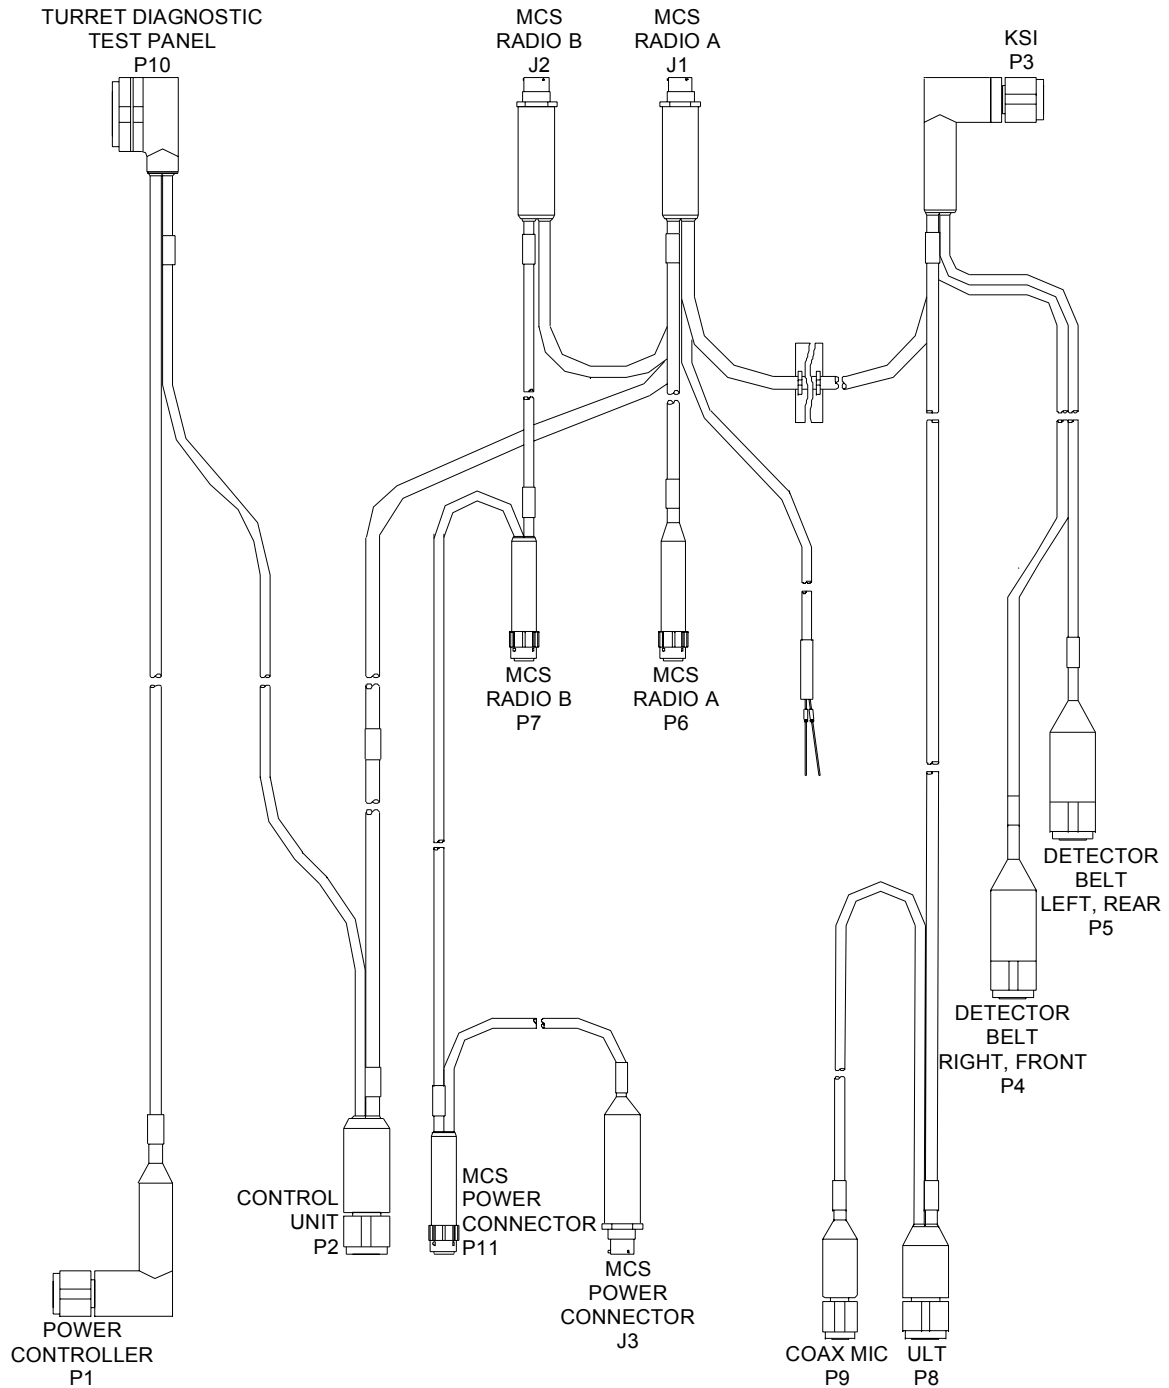 TURRET DIAGNOSTIC
TEST PANEL
P10
MCS
RADIO B
J2
MCS
RADIO A
J1
KSI
P3
MCS
RADIO B
P7
MCS
RADIO A
P6
DETECTOR
BELT
LEFT, REAR
P5
DETECTOR
BELT
RIGHT, FRONT
P4
CONTROL
UNIT
P2
MCS
POWER
CONNECTOR
P11
MCS
POWER
CONNECTOR
J3
POWER
CONTROLLER
P1
COAX MIC
P9
ULT
P8